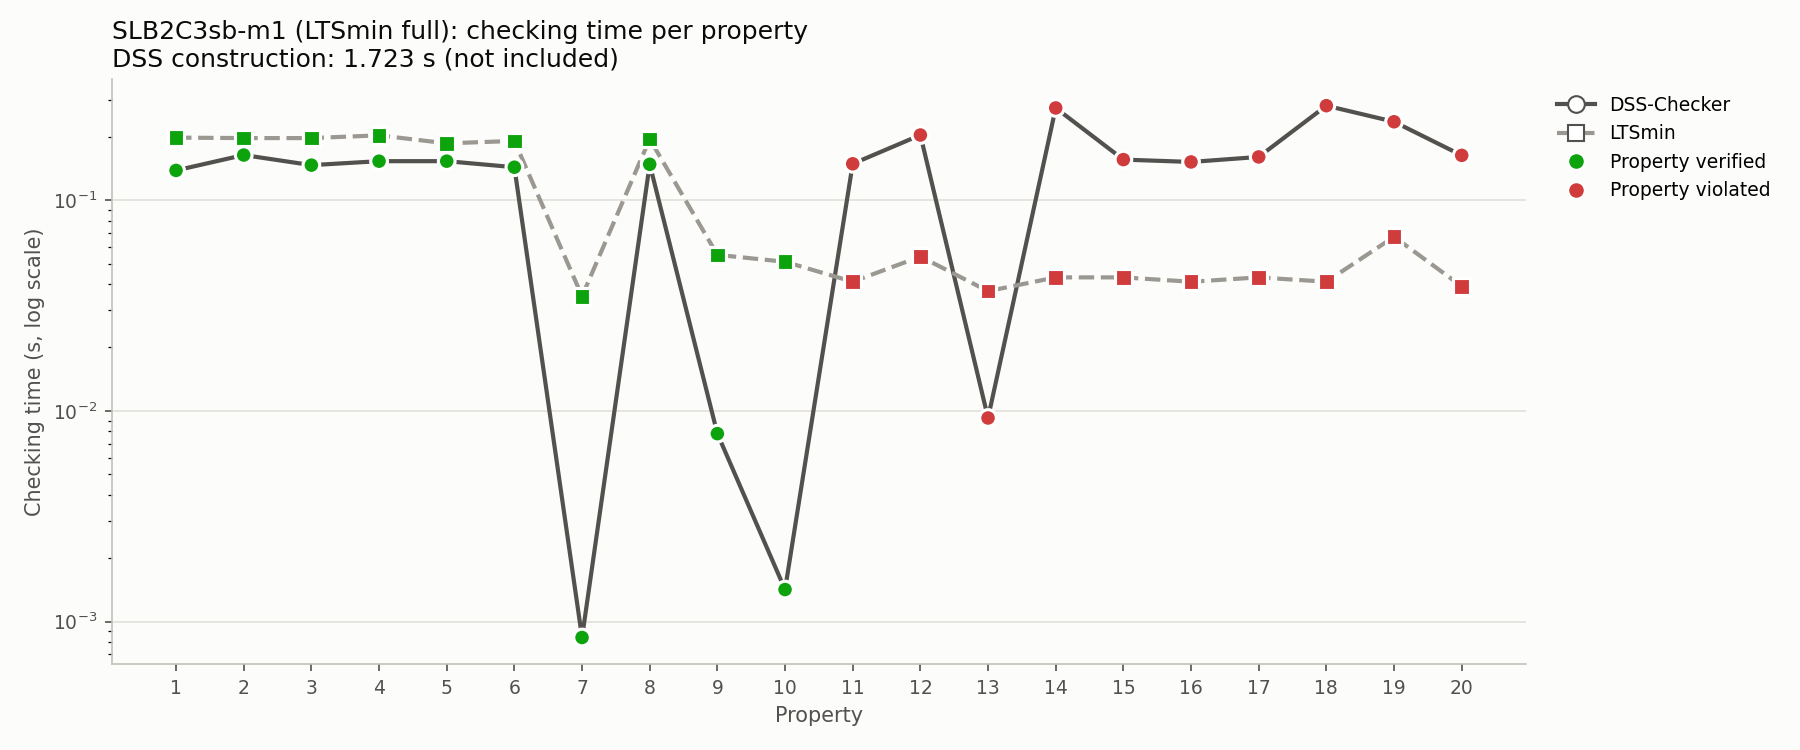 SLB2C3sb-m1 (LTSmin full): checking time per property
DSS construction: 1.723 s (not included)
DSS-Checker
LTSmin
Property verified
Property violated
Checking time (s, log scale)
10⁻¹
10⁻²
10⁻³
1 2 3 4 5 6 7 8 9 10 11 12 13 14 15 16 17 18 19 20
Property